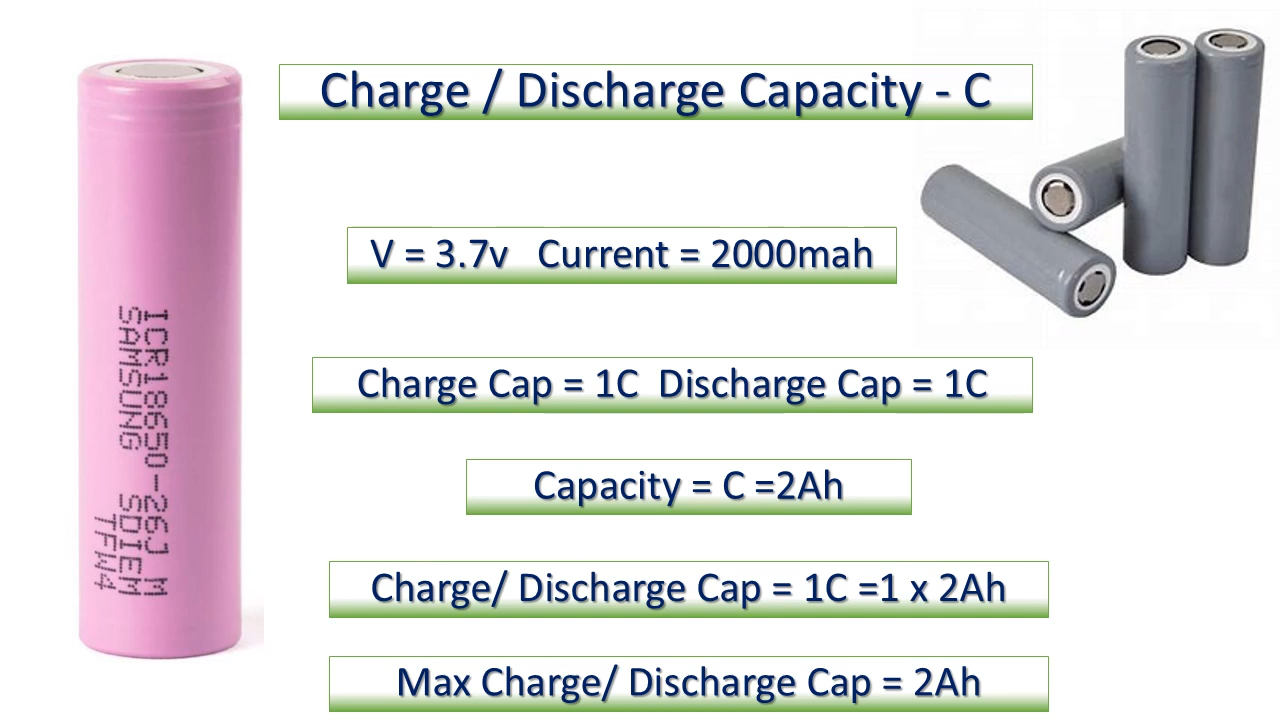 Charge / Discharge Capacity - C
V = 3.7v Current = 2000mah
Charge Cap = 1C Discharge Cap = 1C
Capacity = C =2Ah
Charge/ Discharge Cap = 1C =1 x 2Ah
Max Charge/ Discharge Cap = 2Ah
ICR18650-26J M
SAMSUNG SDIEM
TFW4